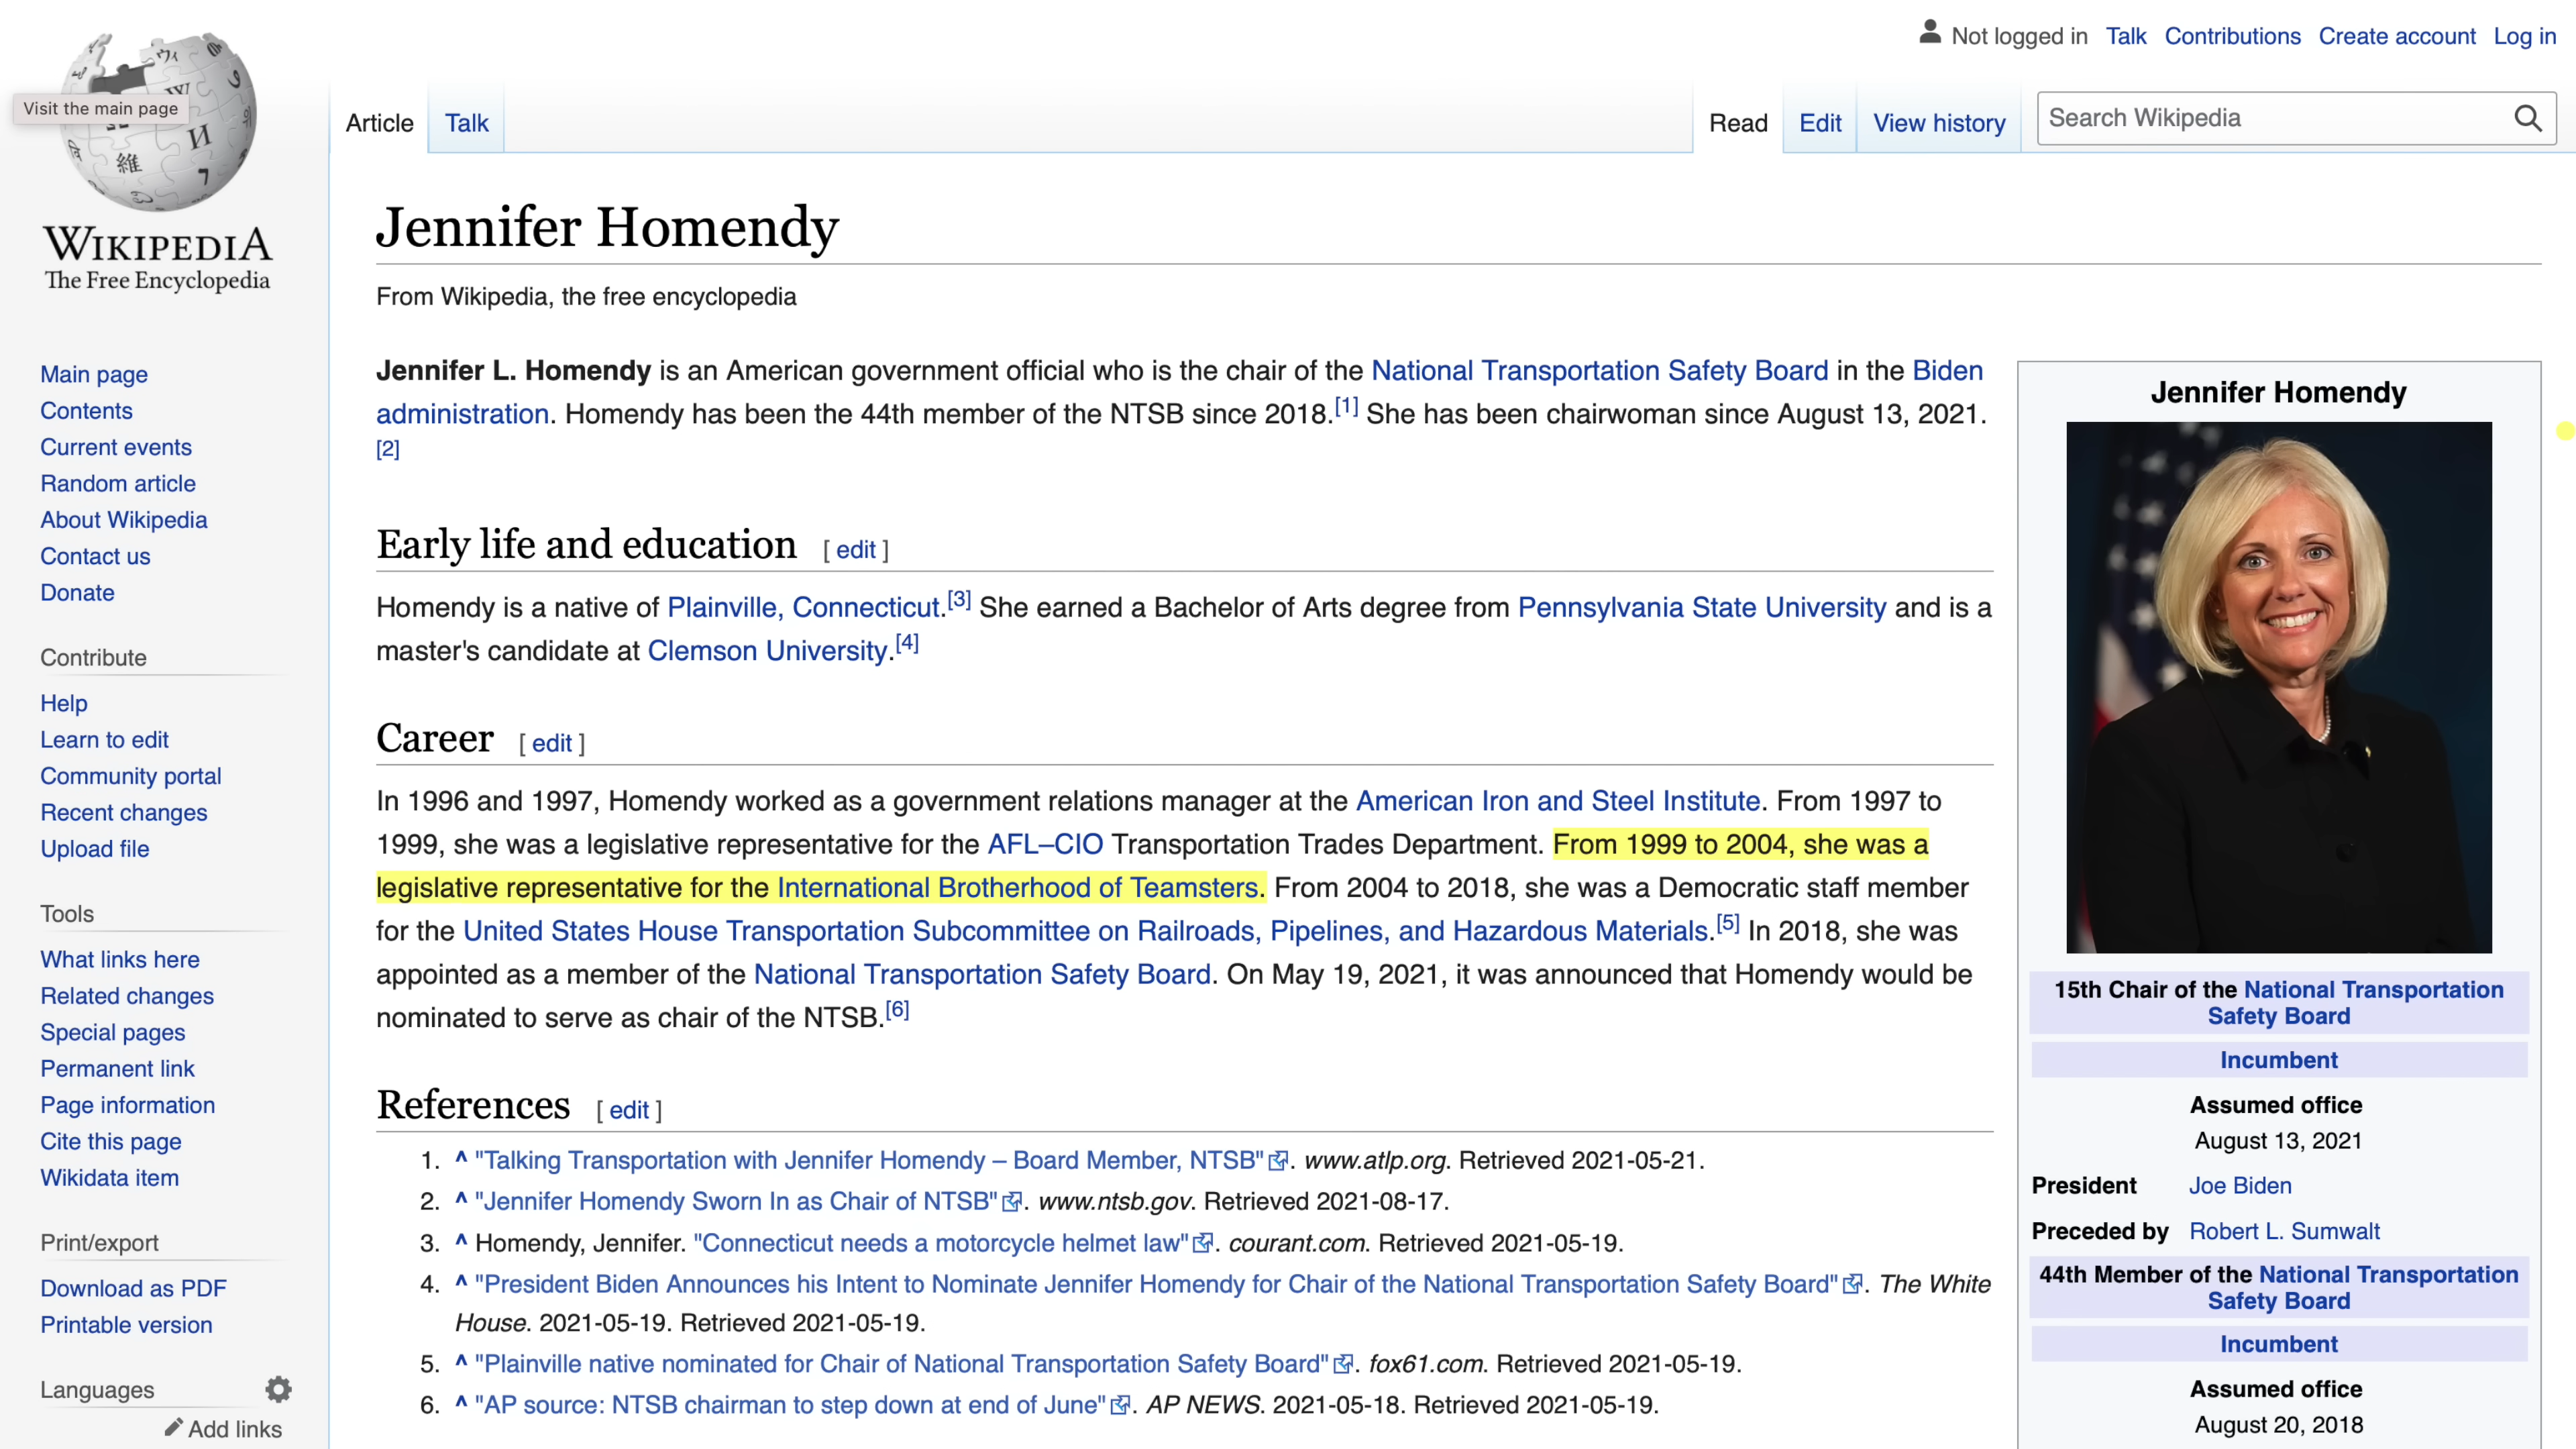 Not logged in Talk Contributions Create account Log in
Visit the main page
WIKIPEDIA
The Free Encyclopedia
Article Talk Read Edit View history Search Wikipedia
Main page
Contents
Current events
Random article
About Wikipedia
Contact us
Donate
Contribute
Help
Learn to edit
Community portal
Recent changes
Upload file
Tools
What links here
Related changes
Special pages
Permanent link
Page information
Cite this page
Wikidata item
Print/export
Download as PDF
Printable version
Languages
Add links
Jennifer Homendy
From Wikipedia, the free encyclopedia
Jennifer L. Homendy is an American government official who is the chair of the National Transportation Safety Board in the Biden
administration. Homendy has been the 44th member of the NTSB since 2018.[1] She has been chairwoman since August 13, 2021.
[2]
Early life and education [ edit ]
Homendy is a native of Plainville, Connecticut.[3] She earned a Bachelor of Arts degree from Pennsylvania State University and is a
master's candidate at Clemson University.[4]
Career [ edit ]
In 1996 and 1997, Homendy worked as a government relations manager at the American Iron and Steel Institute. From 1997 to
1999, she was a legislative representative for the AFL–CIO Transportation Trades Department. From 1999 to 2004, she was a
legislative representative for the International Brotherhood of Teamsters. From 2004 to 2018, she was a Democratic staff member
for the United States House Transportation Subcommittee on Railroads, Pipelines, and Hazardous Materials.[5] In 2018, she was
appointed as a member of the National Transportation Safety Board. On May 19, 2021, it was announced that Homendy would be
nominated to serve as chair of the NTSB.[6]
References [ edit ]
1. ^ "Talking Transportation with Jennifer Homendy – Board Member, NTSB". www.atlp.org. Retrieved 2021-05-21.
2. ^ "Jennifer Homendy Sworn In as Chair of NTSB". www.ntsb.gov. Retrieved 2021-08-17.
3. ^ Homendy, Jennifer. "Connecticut needs a motorcycle helmet law". courant.com. Retrieved 2021-05-19.
4. ^ "President Biden Announces his Intent to Nominate Jennifer Homendy for Chair of the National Transportation Safety Board". The White
House. 2021-05-19. Retrieved 2021-05-19.
5. ^ "Plainville native nominated for Chair of National Transportation Safety Board". fox61.com. Retrieved 2021-05-19.
6. ^ "AP source: NTSB chairman to step down at end of June". AP NEWS. 2021-05-18. Retrieved 2021-05-19.
Jennifer Homendy
15th Chair of the National Transportation
Safety Board
Incumbent
Assumed office
August 13, 2021
President Joe Biden
Preceded by Robert L. Sumwalt
44th Member of the National Transportation
Safety Board
Incumbent
Assumed office
August 20, 2018